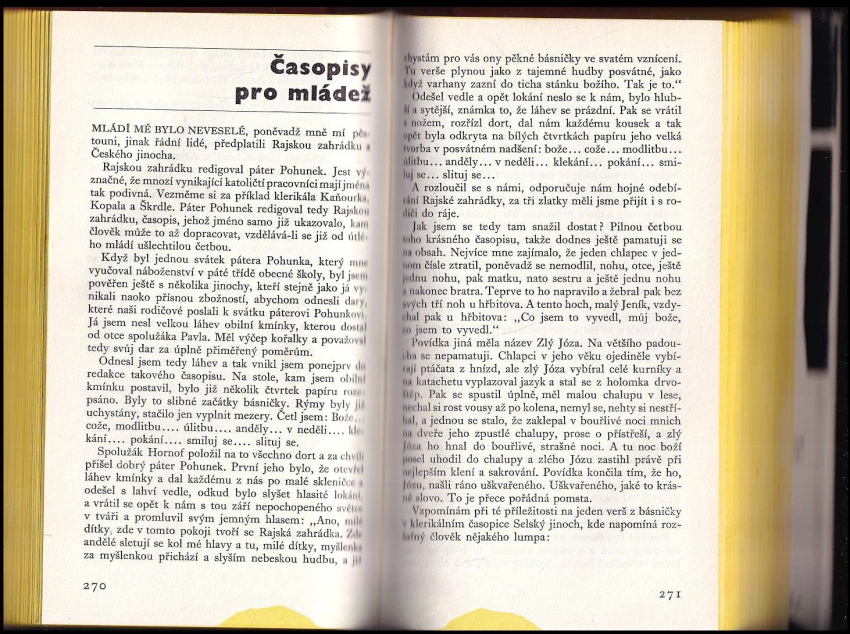 Časopisy
pro mládež
MLÁDÍ MÉ BYLO NEVESELÉ, poněvadž mně mí pěs-
touni, jinak řádní lidé, předplatili Rajskou zahrádku a
Českého jinocha.
Rajskou zahrádku redigoval páter Pohunek. Jest vý-
značné, že mnozí vynikající katoličtí pracovníci mají jména
tak podivná. Vezměme si za příklad klerikála Kaňourka,
Kopala a Škrdle. Páter Pohunek redigoval tedy Rajskou
zahrádku, časopis, jehož jméno samo již ukazovalo, kam
člověk může to až dopracovat, vzdělává-li se již od útlé-
ho mládí ušlechtilou četbou.
Když byl jednou svátek pátera Pohunka, který mne
vyučoval náboženství v páté třídě obecné školy, byl jsem
pověřen ještě s několika jinochy, kteří stejně jako já vy-
nikali naoko přísnou zbožností, abychom odnesli dary,
které naši rodičové poslali k svátku páterovi Pohunkovi.
Já jsem nesl velkou láhev obilní kmínky, kterou dostal
od otce spolužáka Pavla. Měl výčep kořalky a považoval
tedy svůj dar za úplně přiměřený poměrům.
Odnesl jsem tedy láhev a tak vnikl jsem ponejprv do
redakce takového časopisu. Na stole, kam jsem obilní
kmínku postavil, bylo již několik čtvrtek papíru roze-
psáno. Byly to slibné začátky básničky. Rýmy byly již
uchystány, stačilo jen vyplnit mezery. Četl jsem: Bože...
cože, modlitbu.... úlitbu... anděly... v neděli.... kle-
kání.... pokání.... smiluj se.... slituj se.
Spolužák Hornof položil na to všechno dort a za chvíli
přišel dobrý páter Pohunek. První jeho bylo, že otevřel
láhev kmínky a dal každému z nás po malé skleničce a
odešel s lahví vedle, odkud bylo slyšet hlasité lokání,
a vrátil se opět k nám s tou září nepochopeného světce
v tváři a promluvil svým jemným hlasem: „Ano, milé
dítky, zde v tomto pokoji tvoří se Rajská zahrádka. Zde
andělé sletují se kol mé hlavy a tu, milé dítky, myšlenka
za myšlenkou přichází a slyším nebeskou hudbu, a již
270
chystám pro vás ony pěkné básničky ve svatém vznícení.
Tu verše plynou jako z tajemné hudby posvátné, jako
když varhany zazní do ticha stánku božího. Tak je to.“
Odešel vedle a opět lokání neslo se k nám, bylo hlub-
ší a sytější, známka to, že láhev se prázdní. Pak se vrátil
s nožem, rozřízl dort, dal nám každému kousek a tak
opět byla odkryta na bílých čtvrtkách papíru jeho velká
tvorba v posvátném nadšení: bože... cože... modlitbu...
úlitbu... anděly... v neděli... klekání... pokání... smi-
luj se... slituj se...
A rozloučil se s námi, odporučuje nám hojné odebí-
rání Rajské zahrádky, za tři zlatky měli jsme přijít i s ro-
diči do ráje.
Jak jsem se tedy tam snažil dostat? Pilnou četbou
toho krásného časopisu, takže dodnes ještě pamatuji se
na obsah. Nejvíce mne zajímalo, že jeden chlapec v jed-
nom čísle ztratil, poněvadž se nemodlil, nohu, otce, ještě
jednu nohu, pak matku, nato sestru a ještě jednu nohu
a nakonec bratra. Teprve to ho napravilo a žebral pak bez
svých tří noh u hřbitova. A tento hoch, malý Jeník, vzdy-
chal pak u hřbitova: „Co jsem to vyvedl, můj bože,
co jsem to vyvedl.“
Povídka jiná měla název Zlý Józa. Na většího padou-
cha se nepamatuji. Chlapci v jeho věku ojediněle vybí-
rají ptáčata z hnízd, ale zlý Józa vybíral celé kurníky a
na katachetu vyplazoval jazyk a stal se z holomka drvo-
štěp. Pak se spustil úplně, měl malou chalupu v lese,
nechal si rost vousy až po kolena, nemyl se, nehty si nestří-
hal, a jednou se stalo, že zaklepal v bouřlivé noci mnich
na dveře jeho zpustlé chalupy, prose o přístřeší, a zlý
Józa ho hnal do bouřlivé, strašné noci. A tu noc boží
posel uhodil do chalupy a zlého Józu zastihl právě při
nejlepším klení a sakrování. Povídka končila tím, že ho,
Józu, našli ráno uškvařeného. Uškvařeného, jaké to krás-
né slovo. To je přece pořádná pomsta.
Vzpomínám při té příležitosti na jeden verš z básničky
v klerikálním časopice Selský jinoch, kde napomíná roz-
šafný člověk nějakého lumpa:
271